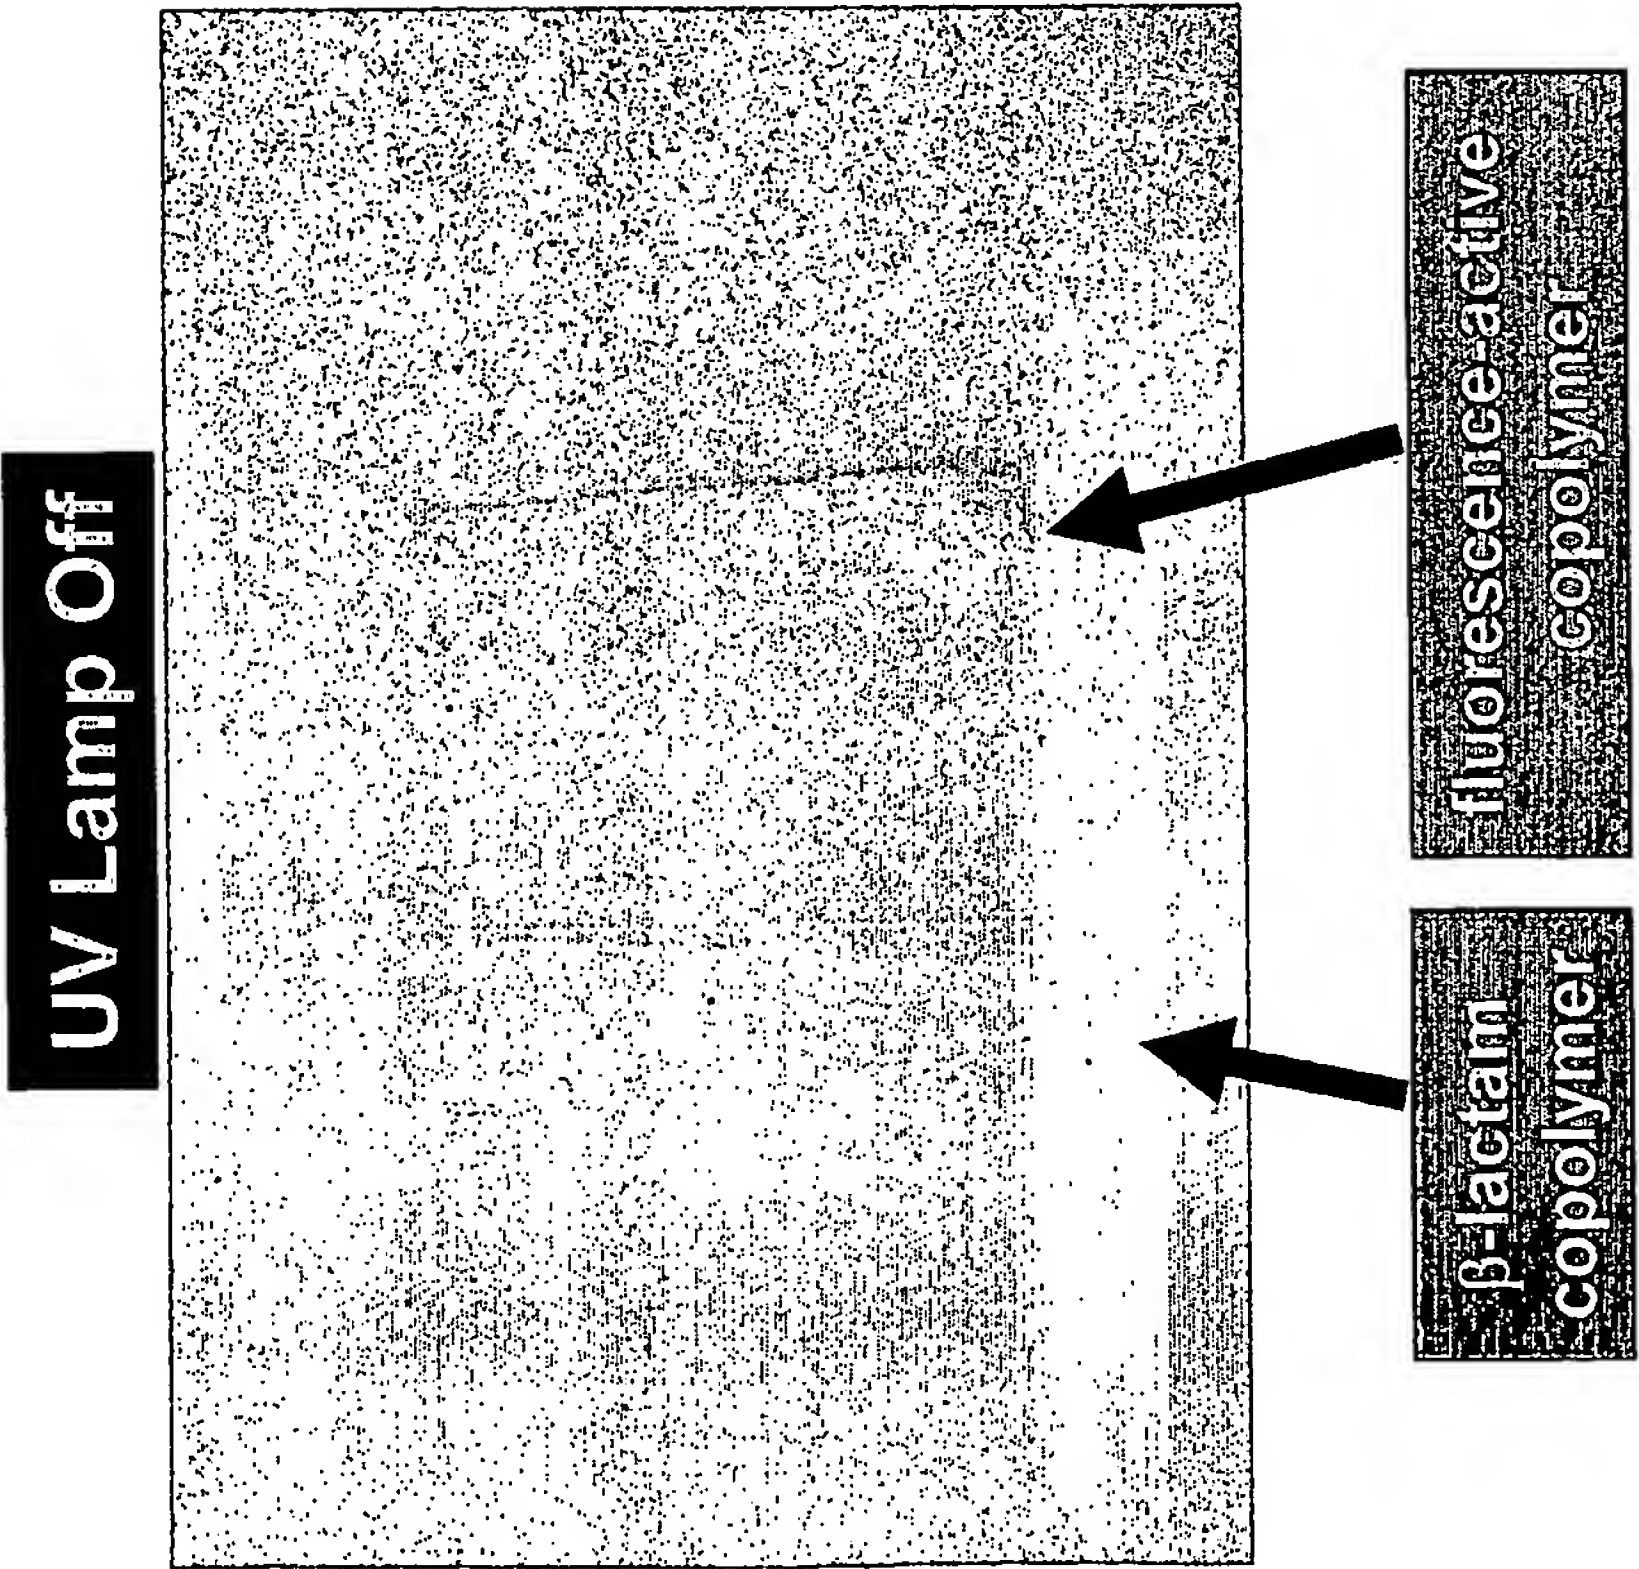 UV Lamp Off
β-lactam
copolymer
fluorescence-active
copolymer